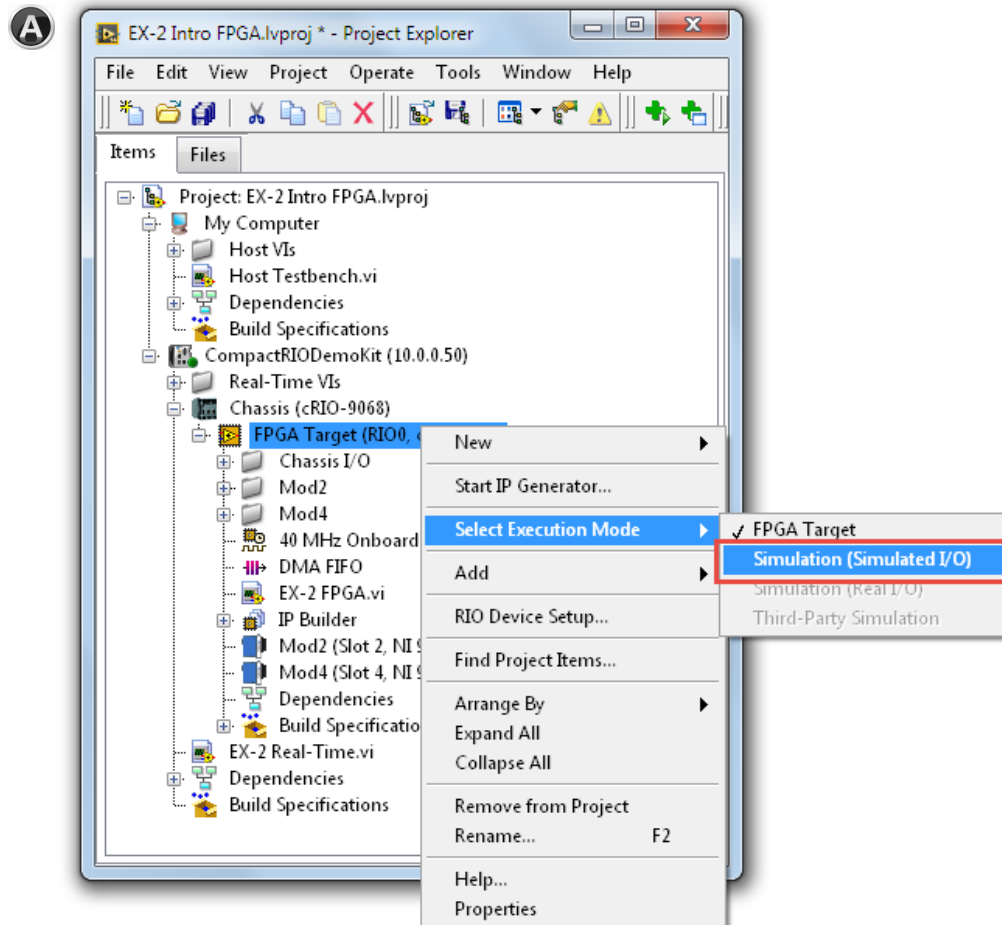 A
EX-2 Intro FPGA.lvproj * - Project Explorer
File Edit View Project Operate Tools Window Help
Items Files
Project: EX-2 Intro FPGA.lvproj
My Computer
Host VIs
Host Testbench.vi
Dependencies
Build Specifications
CompactRIODemoKit (10.0.0.50)
Real-Time VIs
Chassis (cRIO-9068)
FPGA Target (RIO0,
Chassis I/O
Mod2
Mod4
40 MHz Onboard
DMA FIFO
EX-2 FPGA.vi
IP Builder
Mod2 (Slot 2, NI
Mod4 (Slot 4, NI
Dependencies
Build Specificatio
EX-2 Real-Time.vi
Dependencies
Build Specifications
New
Start IP Generator...
Select Execution Mode
Add
RIO Device Setup...
Find Project Items...
Arrange By
Expand All
Collapse All
Remove from Project
Rename... F2
Help...
Properties
FPGA Target
Simulation (Simulated I/O)
Simulation (Real I/O)
Third-Party Simulation